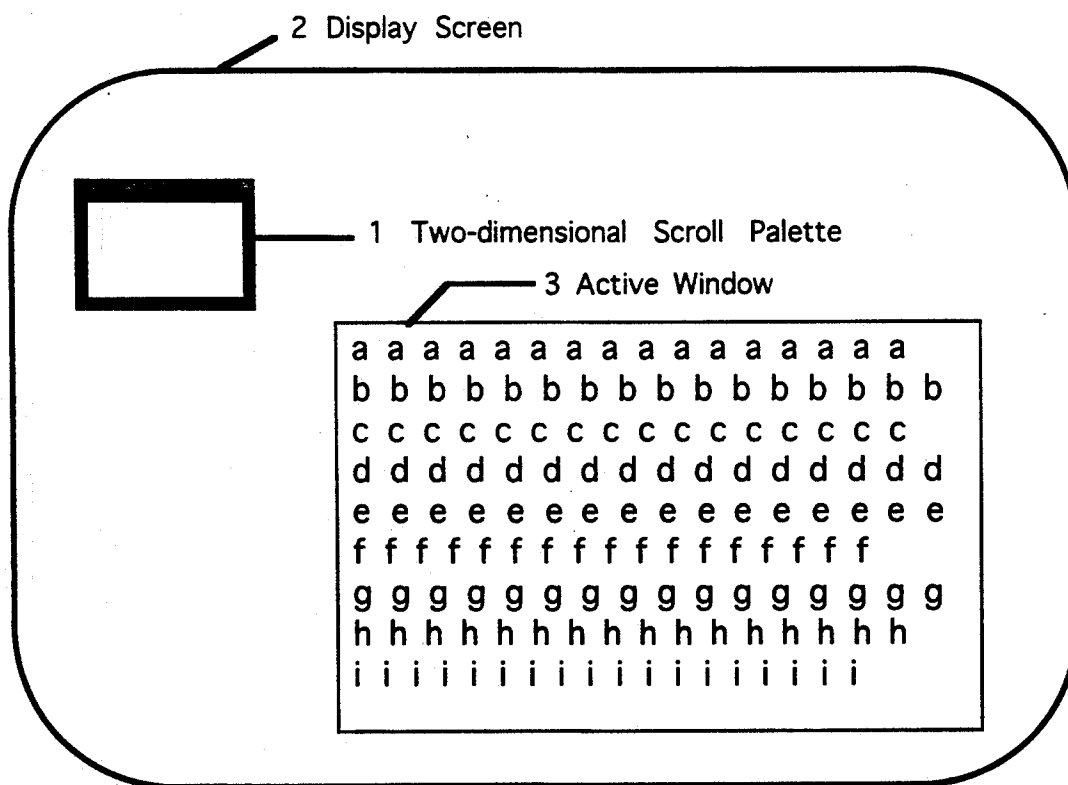 2 Display Screen
1 Two-dimensional Scroll Palette
3 Active Window
a a a a a a a a a a a a a a a a
b b b b b b b b b b b b b b b b
c c c c c c c c c c c c c c c c
d d d d d d d d d d d d d d d d
e e e e e e e e e e e e e e e e
f f f f f f f f f f f f f f f f f
g g g g g g g g g g g g g g g g
h h h h h h h h h h h h h h h h
i i i i i i i i i i i i i i i i i i